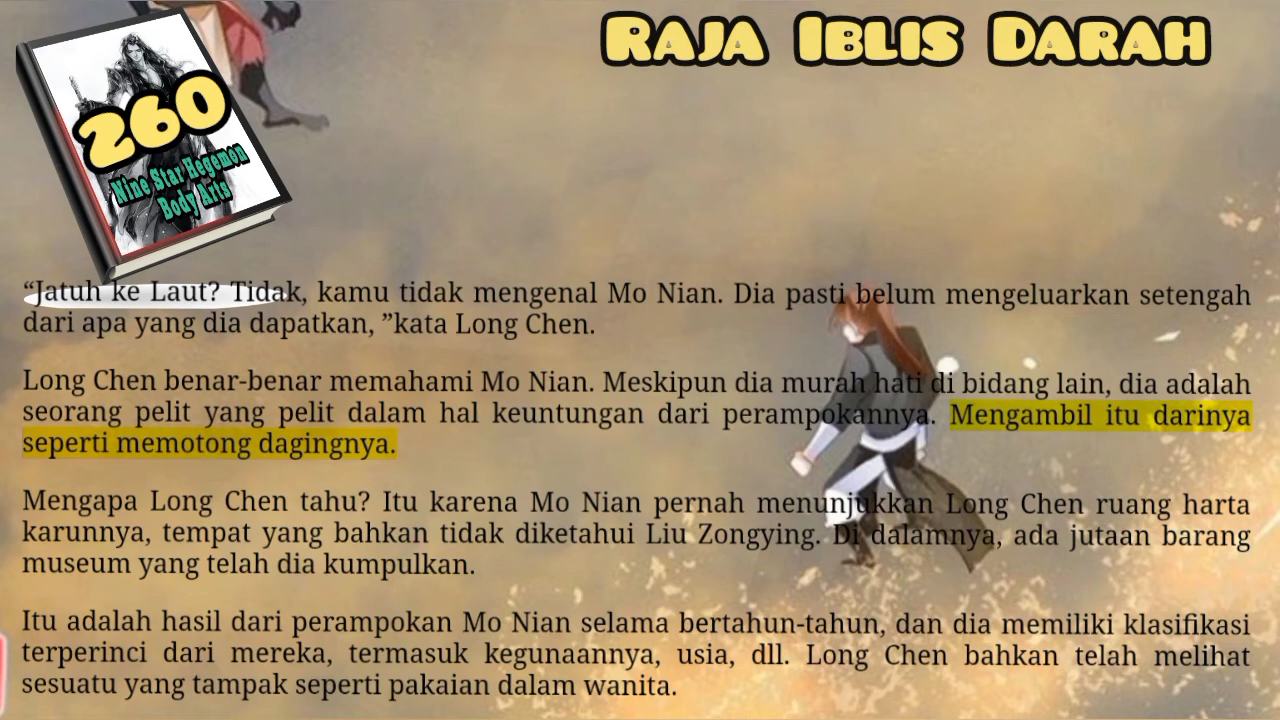 Raja Iblis Darah
260
Nine Star Hegemon
Body Arts
“Jatuh ke Laut? Tidak, kamu tidak mengenal Mo Nian. Dia pasti belum mengeluarkan setengah
dari apa yang dia dapatkan, ”kata Long Chen.
Long Chen benar-benar memahami Mo Nian. Meskipun dia murah hati di bidang lain, dia adalah
seorang pelit yang pelit dalam hal keuntungan dari perampokannya. Mengambil itu darinya
seperti memotong dagingnya.
Mengapa Long Chen tahu? Itu karena Mo Nian pernah menunjukkan Long Chen ruang harta
karunnya, tempat yang bahkan tidak diketahui Liu Zongying. Di dalamnya, ada jutaan barang
museum yang telah dia kumpulkan.
Itu adalah hasil dari perampokan Mo Nian selama bertahun-tahun, dan dia memiliki klasifikasi
terperinci dari mereka, termasuk kegunaannya, usia, dll. Long Chen bahkan telah melihat
sesuatu yang tampak seperti pakaian dalam wanita.